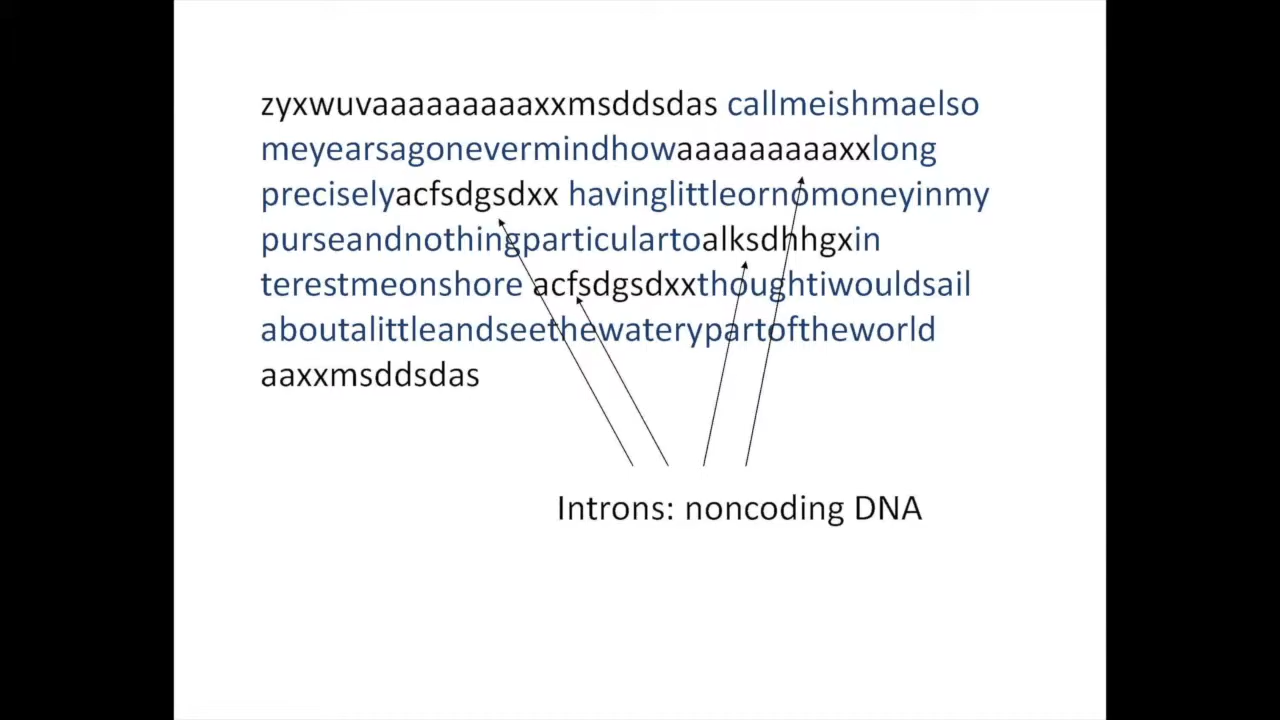 zyxwuvaaaaaaaaaxxmsddsdas callmeishmaelso
meyearsagonevermindhowaaaaaaaaaxxlong
preciselyacfsdgsdxx havinglittleornomoneyinmy
purseandnothingparticulartoalksdhhgxin
terestmeonshore acfsdgsdxxthoughtiwouldsail
aboutalittleandseethewaterypartoftheworld
aaxxmsddsdas
Introns: noncoding DNA